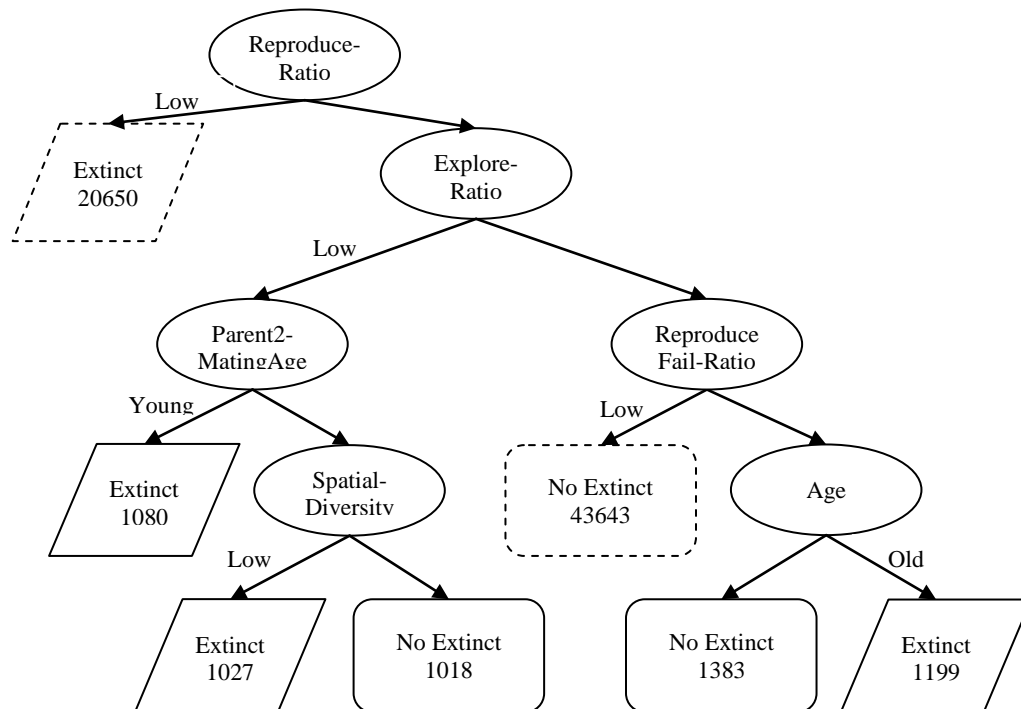 Reproduce-
Ratio
Low
Extinct
20650
Explore-
Ratio
Low
Parent2-
MatingAge
Reproduce
Fail-Ratio
Young
Low
Extinct
1080
Spatial-
Diversity
No Extinct
43643
Age
Low
Old
Extinct
1027
No Extinct
1018
No Extinct
1383
Extinct
1199